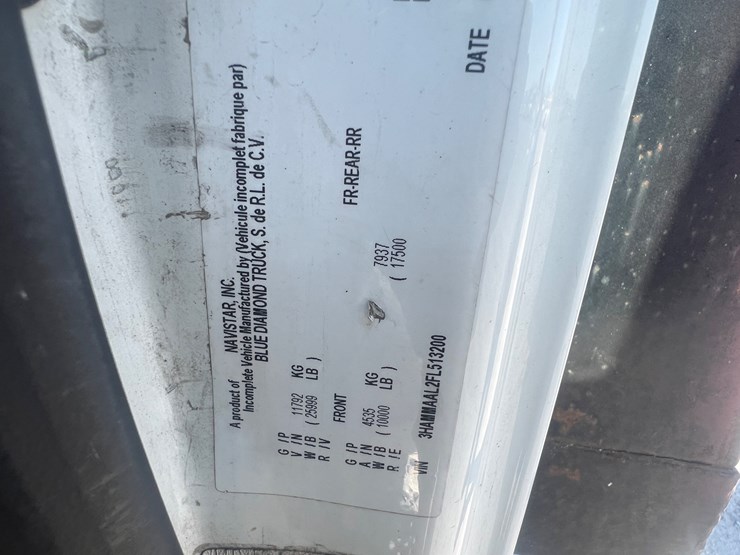 A product of NAVISTAR, INC.
Incomplete Vehicle Manufactured by (Vehicule incomplet fabrique par)
BLUE DIAMOND TRUCK, S. de R.L. de C.V.
G / P
V / N 11792 KG
W / B ( 25999 LB )
R / V
FRONT FR-REAR-RR
G / P
A / N 4535 KG 7937
W / B ( 10000 LB ) ( 17500
R / E
VIN 3HAMMAAL2FL513200
DATE